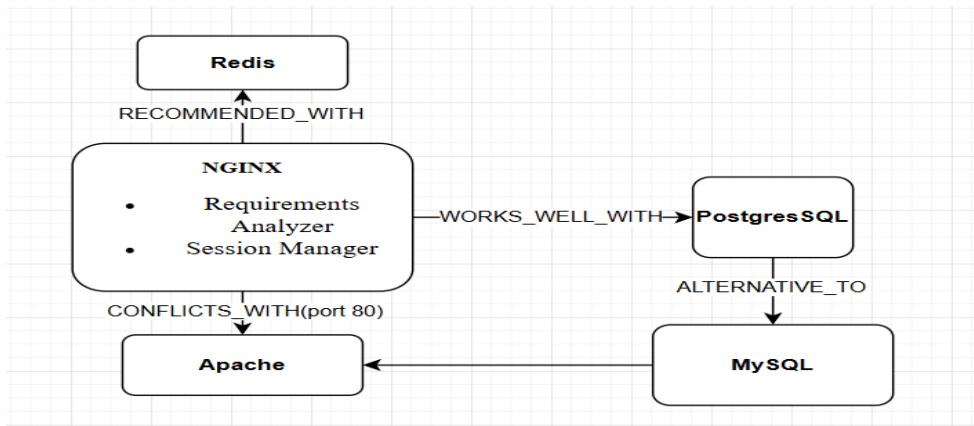 Redis
RECOMMENDED_WITH
NGINX
• Requirements
Analyzer
• Session Manager
WORKS_WELL_WITH
PostgresSQL
ALTERNATIVE_TO
CONFLICTS_WITH(port 80)
Apache
MySQL